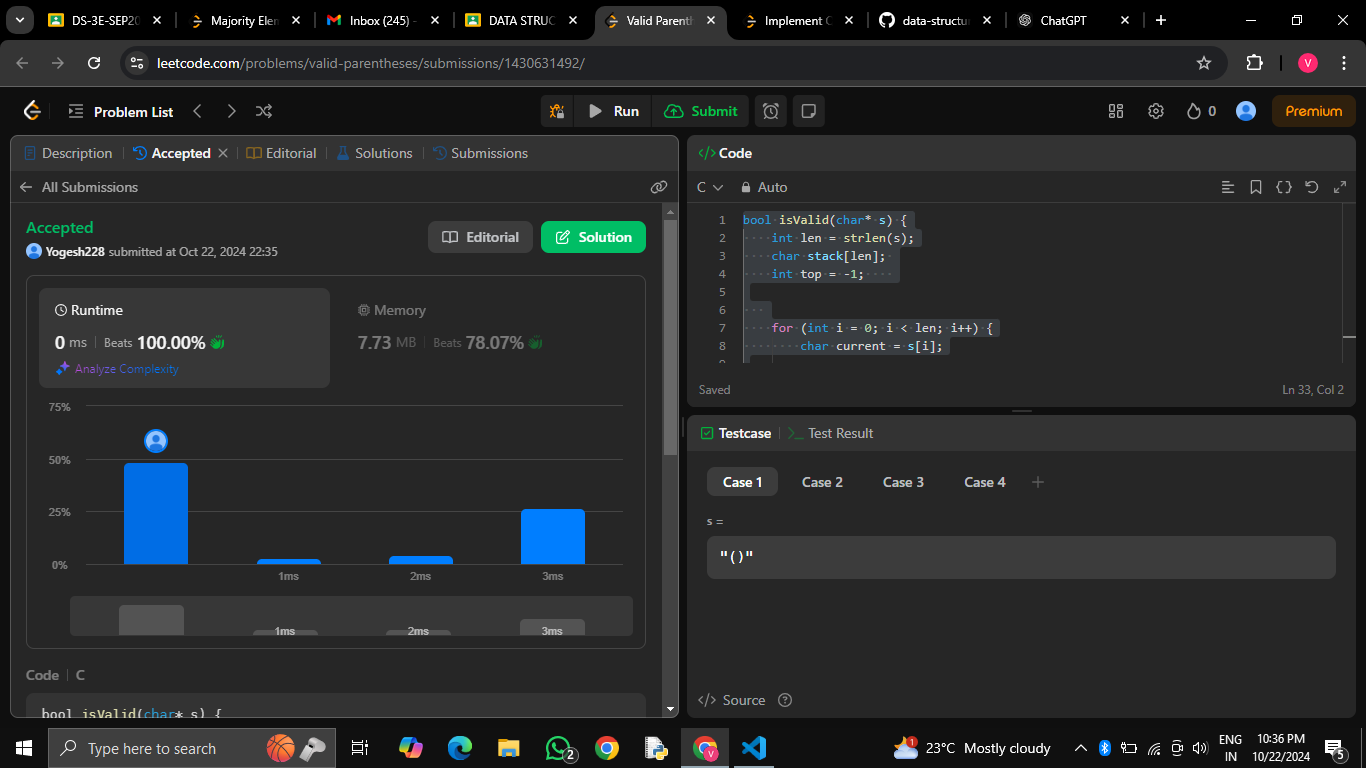 DS-3E-SEP20
Majority Elen
Inbox (245) -
DATA STRUC
Valid Parenth
Implement C
data-structur
ChatGPT
leetcode.com/problems/valid-parentheses/submissions/1430631492/
V
Problem List
Run
Submit
0
Premium
Description
Accepted
Editorial
Solutions
Submissions
All Submissions
Accepted
Yogesh228 submitted at Oct 22, 2024 22:35
Editorial
Solution
Runtime
0 ms
Beats 100.00%
Analyze Complexity
Memory
7.73 MB
Beats 78.07%
75%
50%
25%
0%
1ms
2ms
3ms
1ms
2ms
3ms
Code
C
bool isValid(char* s) {
</> Code
C
Auto
1 bool isValid(char* s) {
2 int len = strlen(s);
3 char stack[len];
4 int top = -1;
5
6
7 for (int i = 0; i < len; i++) {
8 char current = s[i];
9
Saved
Ln 33, Col 2
Testcase
Test Result
Case 1
Case 2
Case 3
Case 4
s =
"()"
</> Source
Type here to search
2
V
1
23°C Mostly cloudy
ENG
IN
10:36 PM
10/22/2024
5